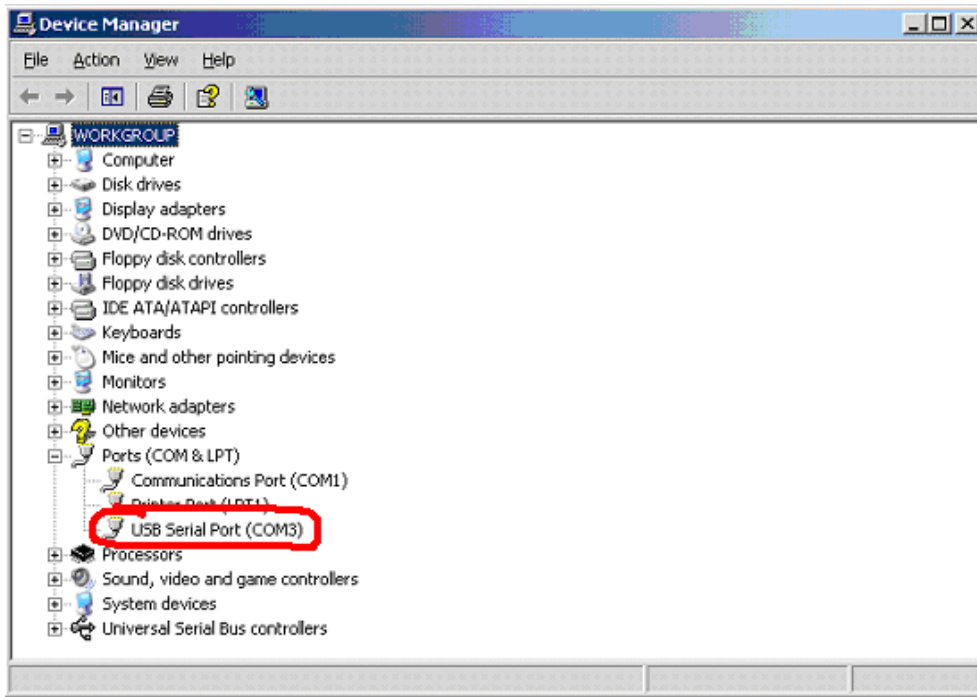 Device Manager
File Action View Help
WORKGROUP
Computer
Disk drives
Display adapters
DVD/CD-ROM drives
Floppy disk controllers
Floppy disk drives
IDE ATA/ATAPI controllers
Keyboards
Mice and other pointing devices
Monitors
Network adapters
Other devices
Ports (COM & LPT)
Communications Port (COM1)
Printer Port (LPT1)
USB Serial Port (COM3)
Processors
Sound, video and game controllers
System devices
Universal Serial Bus controllers